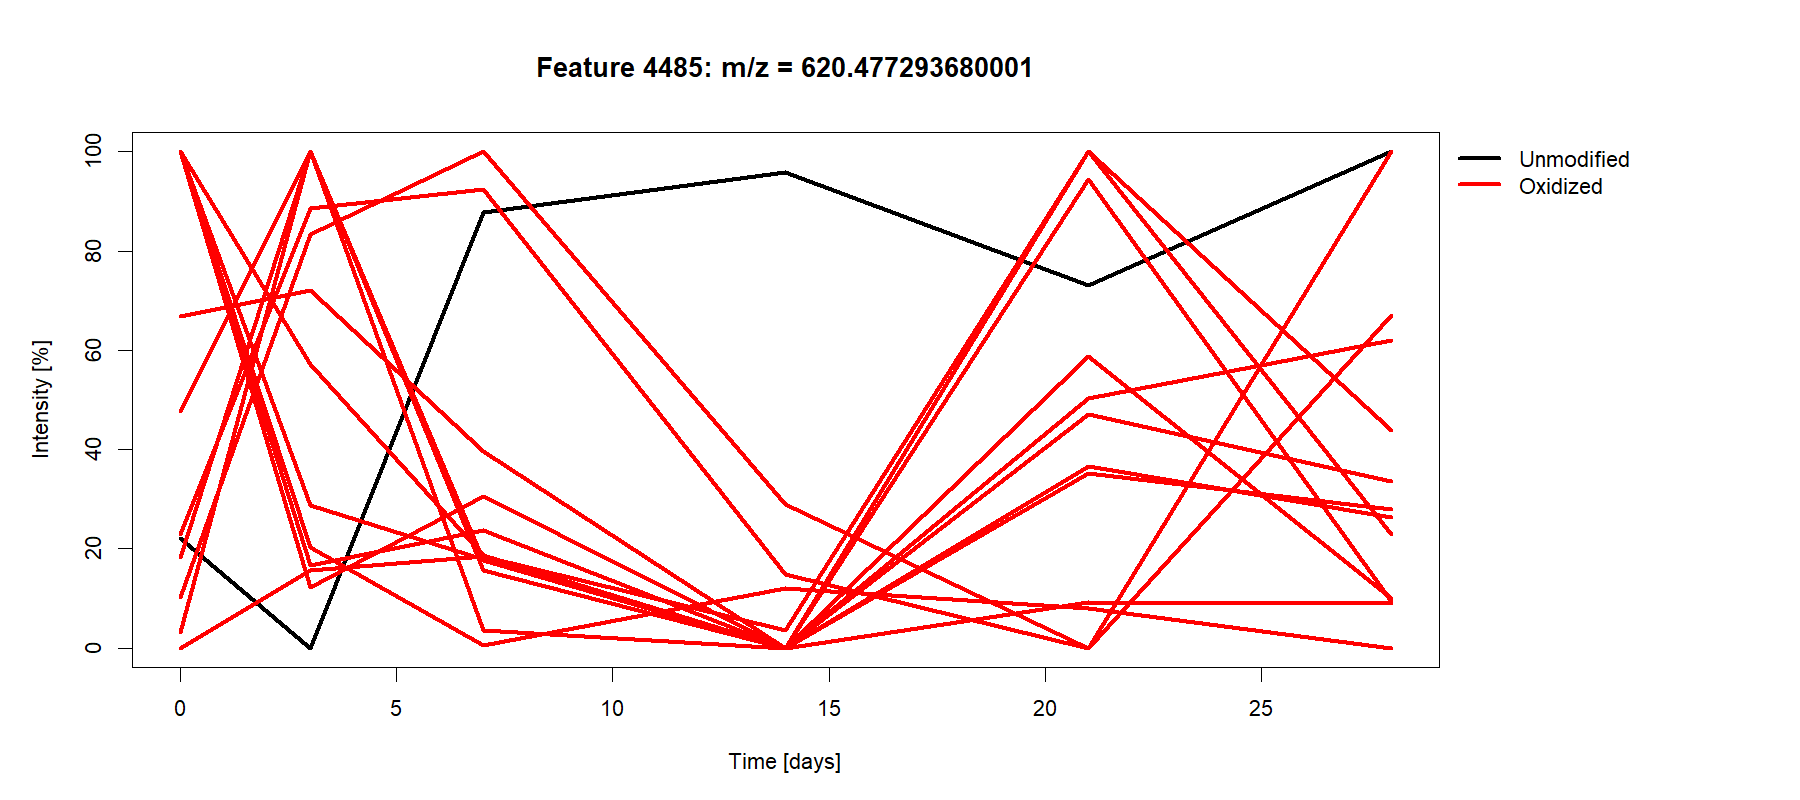 Feature 4485: m/z = 620.477293680001
Unmodified
Oxidized
Intensity [%]
100
80
60
40
20
0
0 5 10 15 20 25
Time [days]